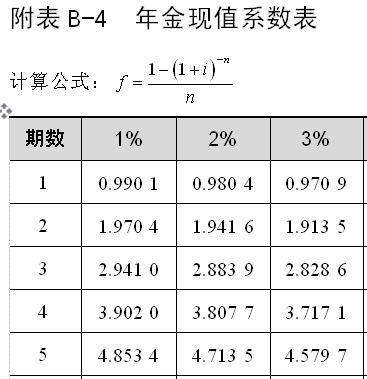 附表 B-4 年金现值系数表
计算公式： f = \frac{1-(1+i)^{-n}}{n}
期数 1% 2% 3%
1 0.990 1 0.980 4 0.970 9
2 1.970 4 1.941 6 1.913 5
3 2.941 0 2.883 9 2.828 6
4 3.902 0 3.807 7 3.717 1
5 4.853 4 4.713 5 4.579 7